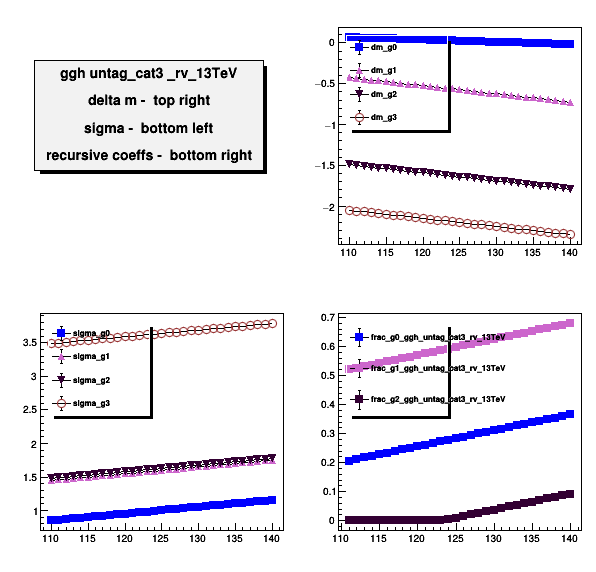 ggh untag_cat3 _rv_13TeV
delta m - top right
sigma - bottom left
recursive coeffs - bottom right
0
−0.5
−1
−1.5
−2
dm_g0
dm_g1
dm_g2
dm_g3
110 115 120 125 130 135 140
3.5
3
2.5
2
1.5
1
sigma_g0
sigma_g1
sigma_g2
sigma_g3
110 115 120 125 130 135 140
0.7
0.6
0.5
0.4
0.3
0.2
0.1
0
frac_g0_ggh_untag_cat3_rv_13TeV
frac_g1_ggh_untag_cat3_rv_13TeV
frac_g2_ggh_untag_cat3_rv_13TeV
110 115 120 125 130 135 140